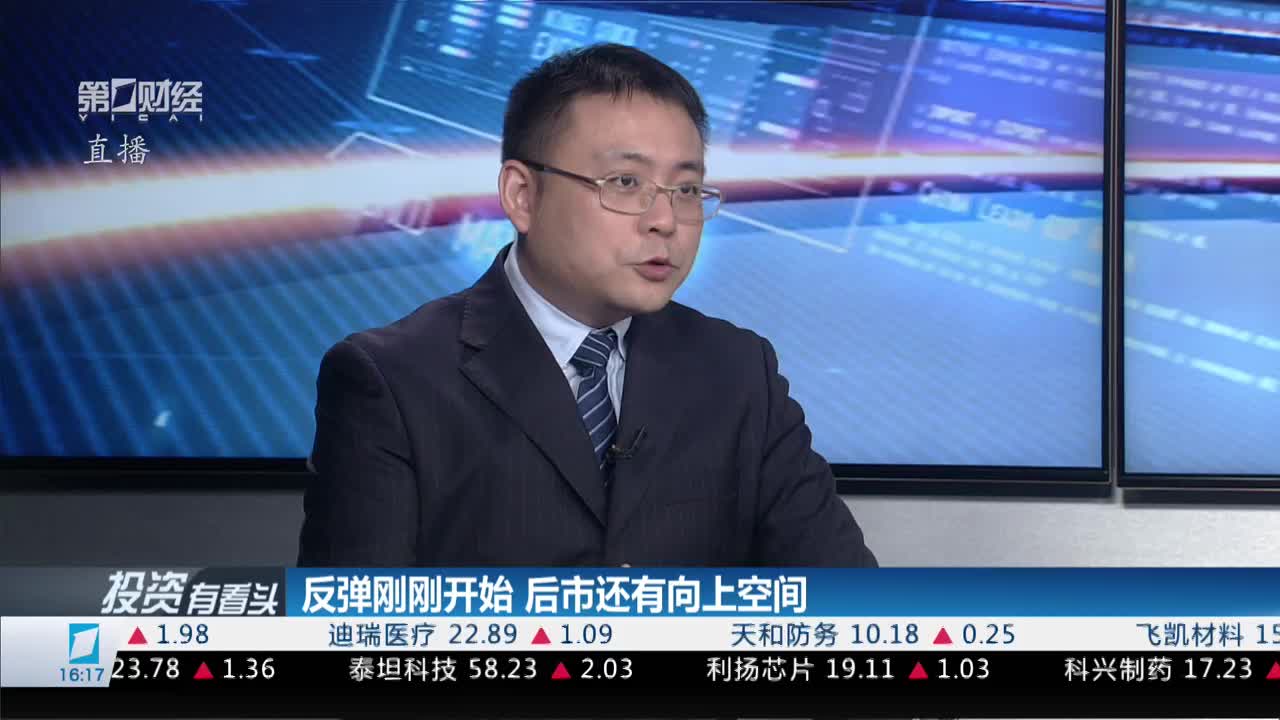 第一财经
YICAI
直播
投资有看头
反弹刚刚开始 后市还有向上空间
▲ 1.98 迪瑞医疗 22.89 ▲ 1.09 天和防务 10.18 ▲ 0.25 飞凯材料 15
16:17
23.78 ▲ 1.36 泰坦科技 58.23 ▲ 2.03 利扬芯片 19.11 ▲ 1.03 科兴制药 17.23 ▲